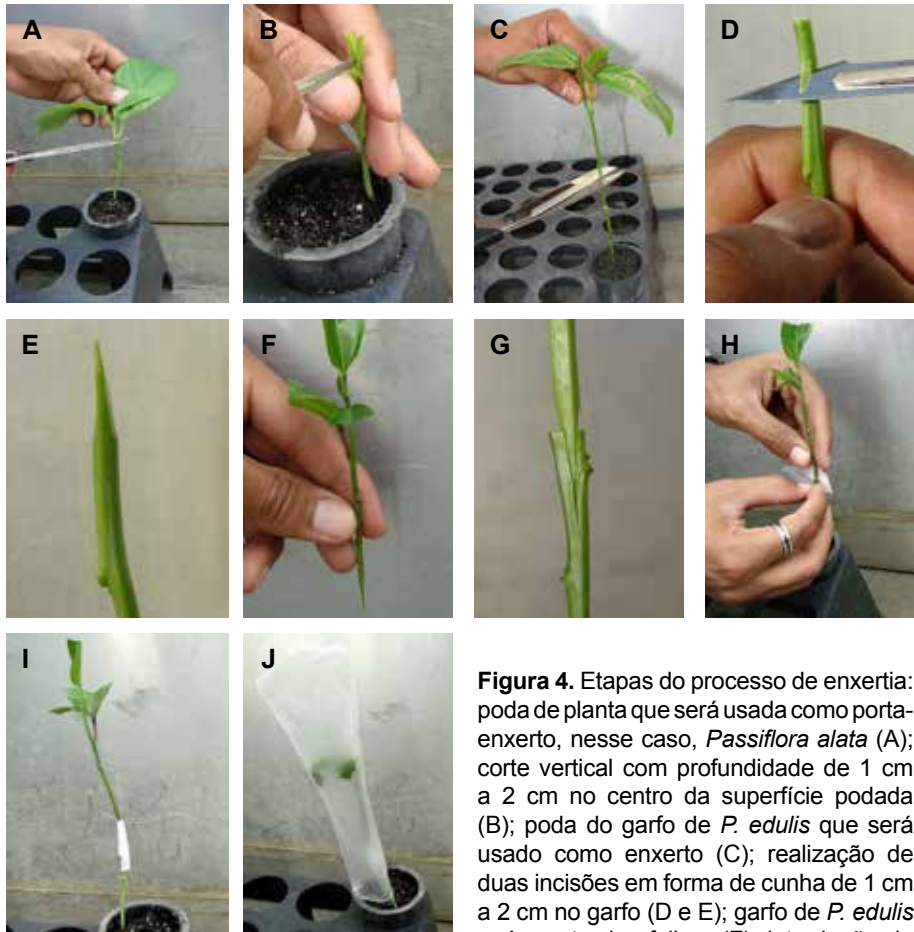 A
B
C
D
E
F
G
H
I
J
Figura 4. Etapas do processo de enxertia:
poda de planta que será usada como porta-
enxerto, nesse caso, Passiflora alata (A);
corte vertical com profundidade de 1 cm
a 2 cm no centro da superfície podada
(B); poda do garfo de P. edulis que será
usado como enxerto (C); realização de
duas incisões em forma de cunha de 1 cm
a 2 cm no garfo (D e E); garfo de P. edulis